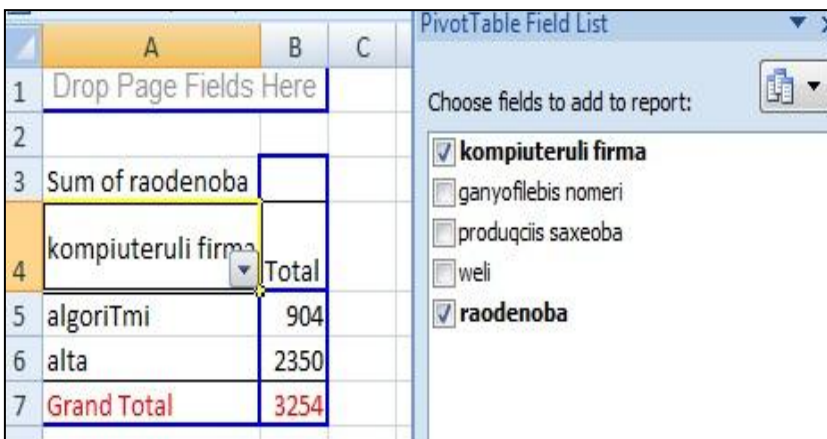 A B C
1 Drop Page Fields Here
2
3 Sum of raodenoba
4 kompiuteruli firma Total
5 algoriTmi 904
6 alta 2350
7 Grand Total 3254
PivotTable Field List
Choose fields to add to report:
kompiuteruli firma
ganyofilebis nomeri
produqciis saxeoba
weli
raodenoba